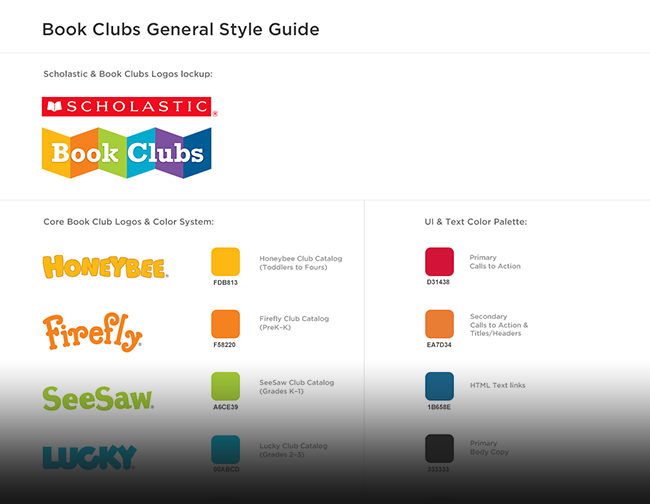 Book Clubs General Style Guide
Scholastic & Book Clubs Logos lockup:
SCHOLASTIC®
Book Clubs
Core Book Club Logos & Color System:
HONEYBEE®
FDB813
Honeybee Club Catalog
(Toddlers to Fours)
Firefly®
F58220
Firefly Club Catalog
(PreK–K)
SeeSaw®
A6CE39
SeeSaw Club Catalog
(Grades K–1)
LUCKY
00ABCD
Lucky Club Catalog
(Grades 2–3)
UI & Text Color Palette:
D31438
Primary
Calls to Action
EA7D34
Secondary
Calls to Action &
Titles/Headers
1B658E
HTML Text links
333333
Primary
Body Copy